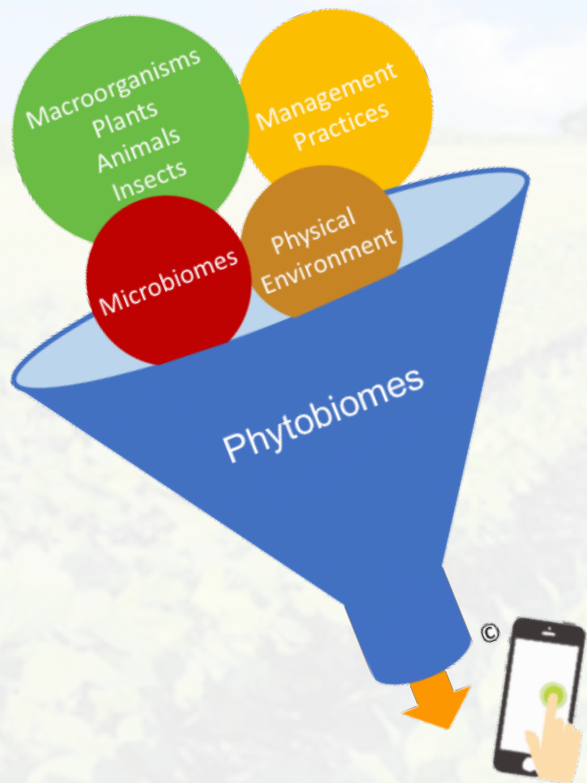 Macroorganisms
Plants
Animals
Insects
Management
Practices
Microbiomes
Physical
Environment
Phytobiomes
©